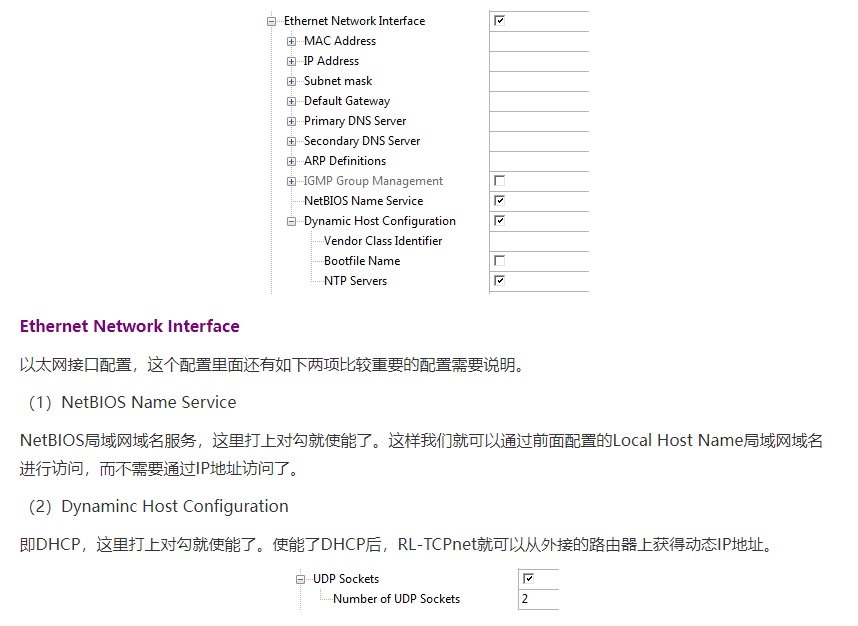 Ethernet Network Interface
MAC Address
IP Address
Subnet mask
Default Gateway
Primary DNS Server
Secondary DNS Server
ARP Definitions
IGMP Group Management
NetBIOS Name Service
Dynamic Host Configuration
Vendor Class Identifier
Bootfile Name
NTP Servers
Ethernet Network Interface
以太网接口配置，这个配置里面还有如下两项比较重要的配置需要说明。
（1）NetBIOS Name Service
NetBIOS局域网域名服务，这里打上对勾就使能了。这样我们就可以通过前面配置的Local Host Name局域网域名
进行访问，而不需要通过IP地址访问了。
（2）Dynaminc Host Configuration
即DHCP，这里打上对勾就使能了。使能了DHCP后，RL-TCPnet就可以从外接的路由器上获得动态IP地址。
UDP Sockets
Number of UDP Sockets 2